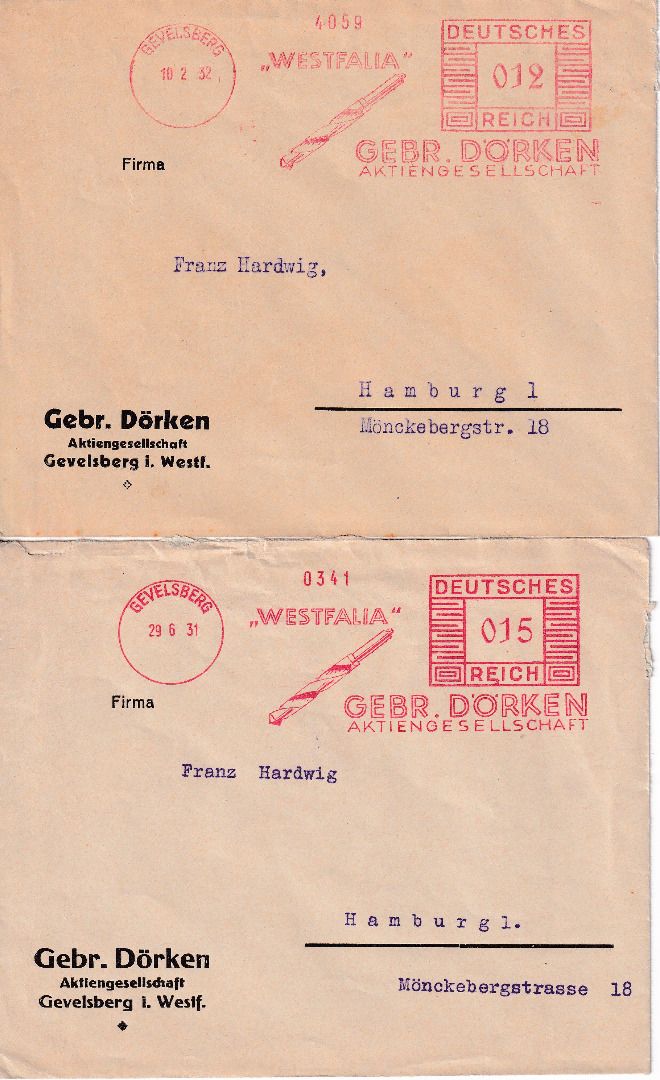 4059
GEVELSBERG
10 2 32
„WESTFALIA“
DEUTSCHES
012
REICH
GEBR. DÖRKEN
AKTIENGESELLSCHAFT
Firma
Franz Hardwig,
Hamburg 1
Mönckebergstr. 18
Gebr. Dörken
Aktiengesellschaft
Gevelsberg i. Westf.
0341
GEVELSBERG
29 6 31
„WESTFALIA“
DEUTSCHES
015
REICH
GEBR. DÖRKEN
AKTIENGESELLSCHAFT
Firma
Franz Hardwig
Hamburg 1.
Mönckebergstrasse 18
Gebr. Dörken
Aktiengesellschaft
Gevelsberg i. Westf.